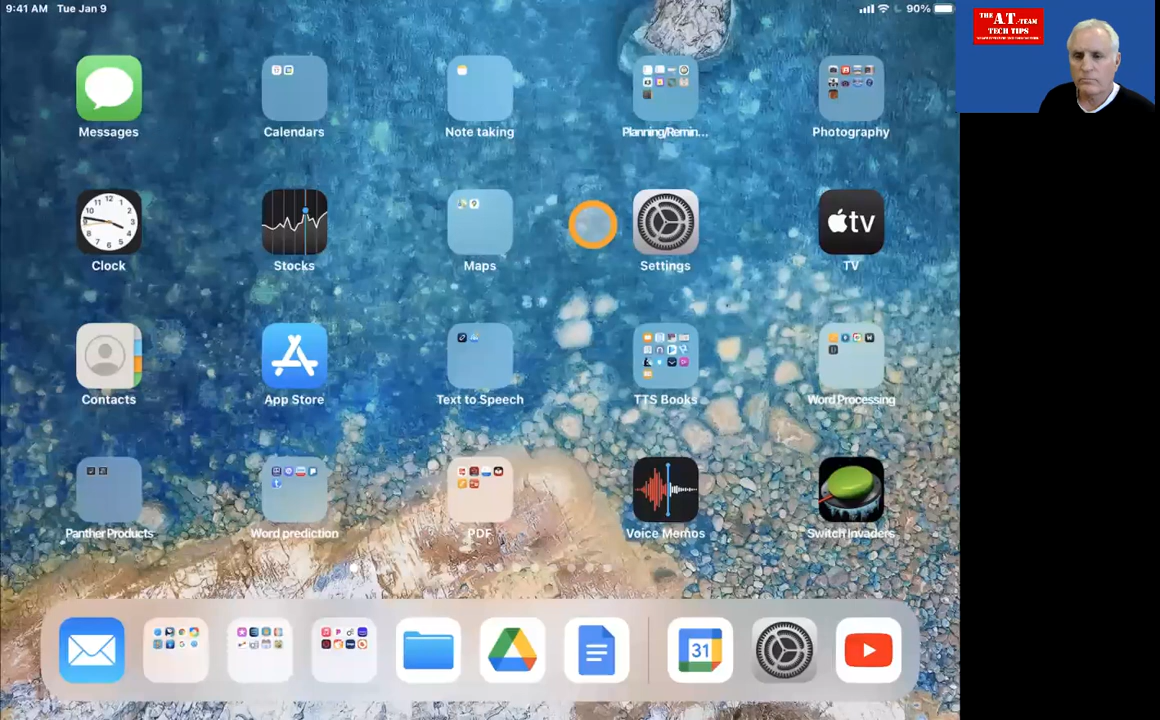 9:41 AM Tue Jan 9
90%
THE A.T. TEAM
TECH TIPS
Messages
Calendars
Note taking
Planning/Remin...
Photography
Clock
Stocks
Maps
Settings
TV
tv
Contacts
App Store
Text to Speech
TTS Books
Word Processing
Panther Products
Word prediction
PDF
Voice Memos
Switch Invaders
31